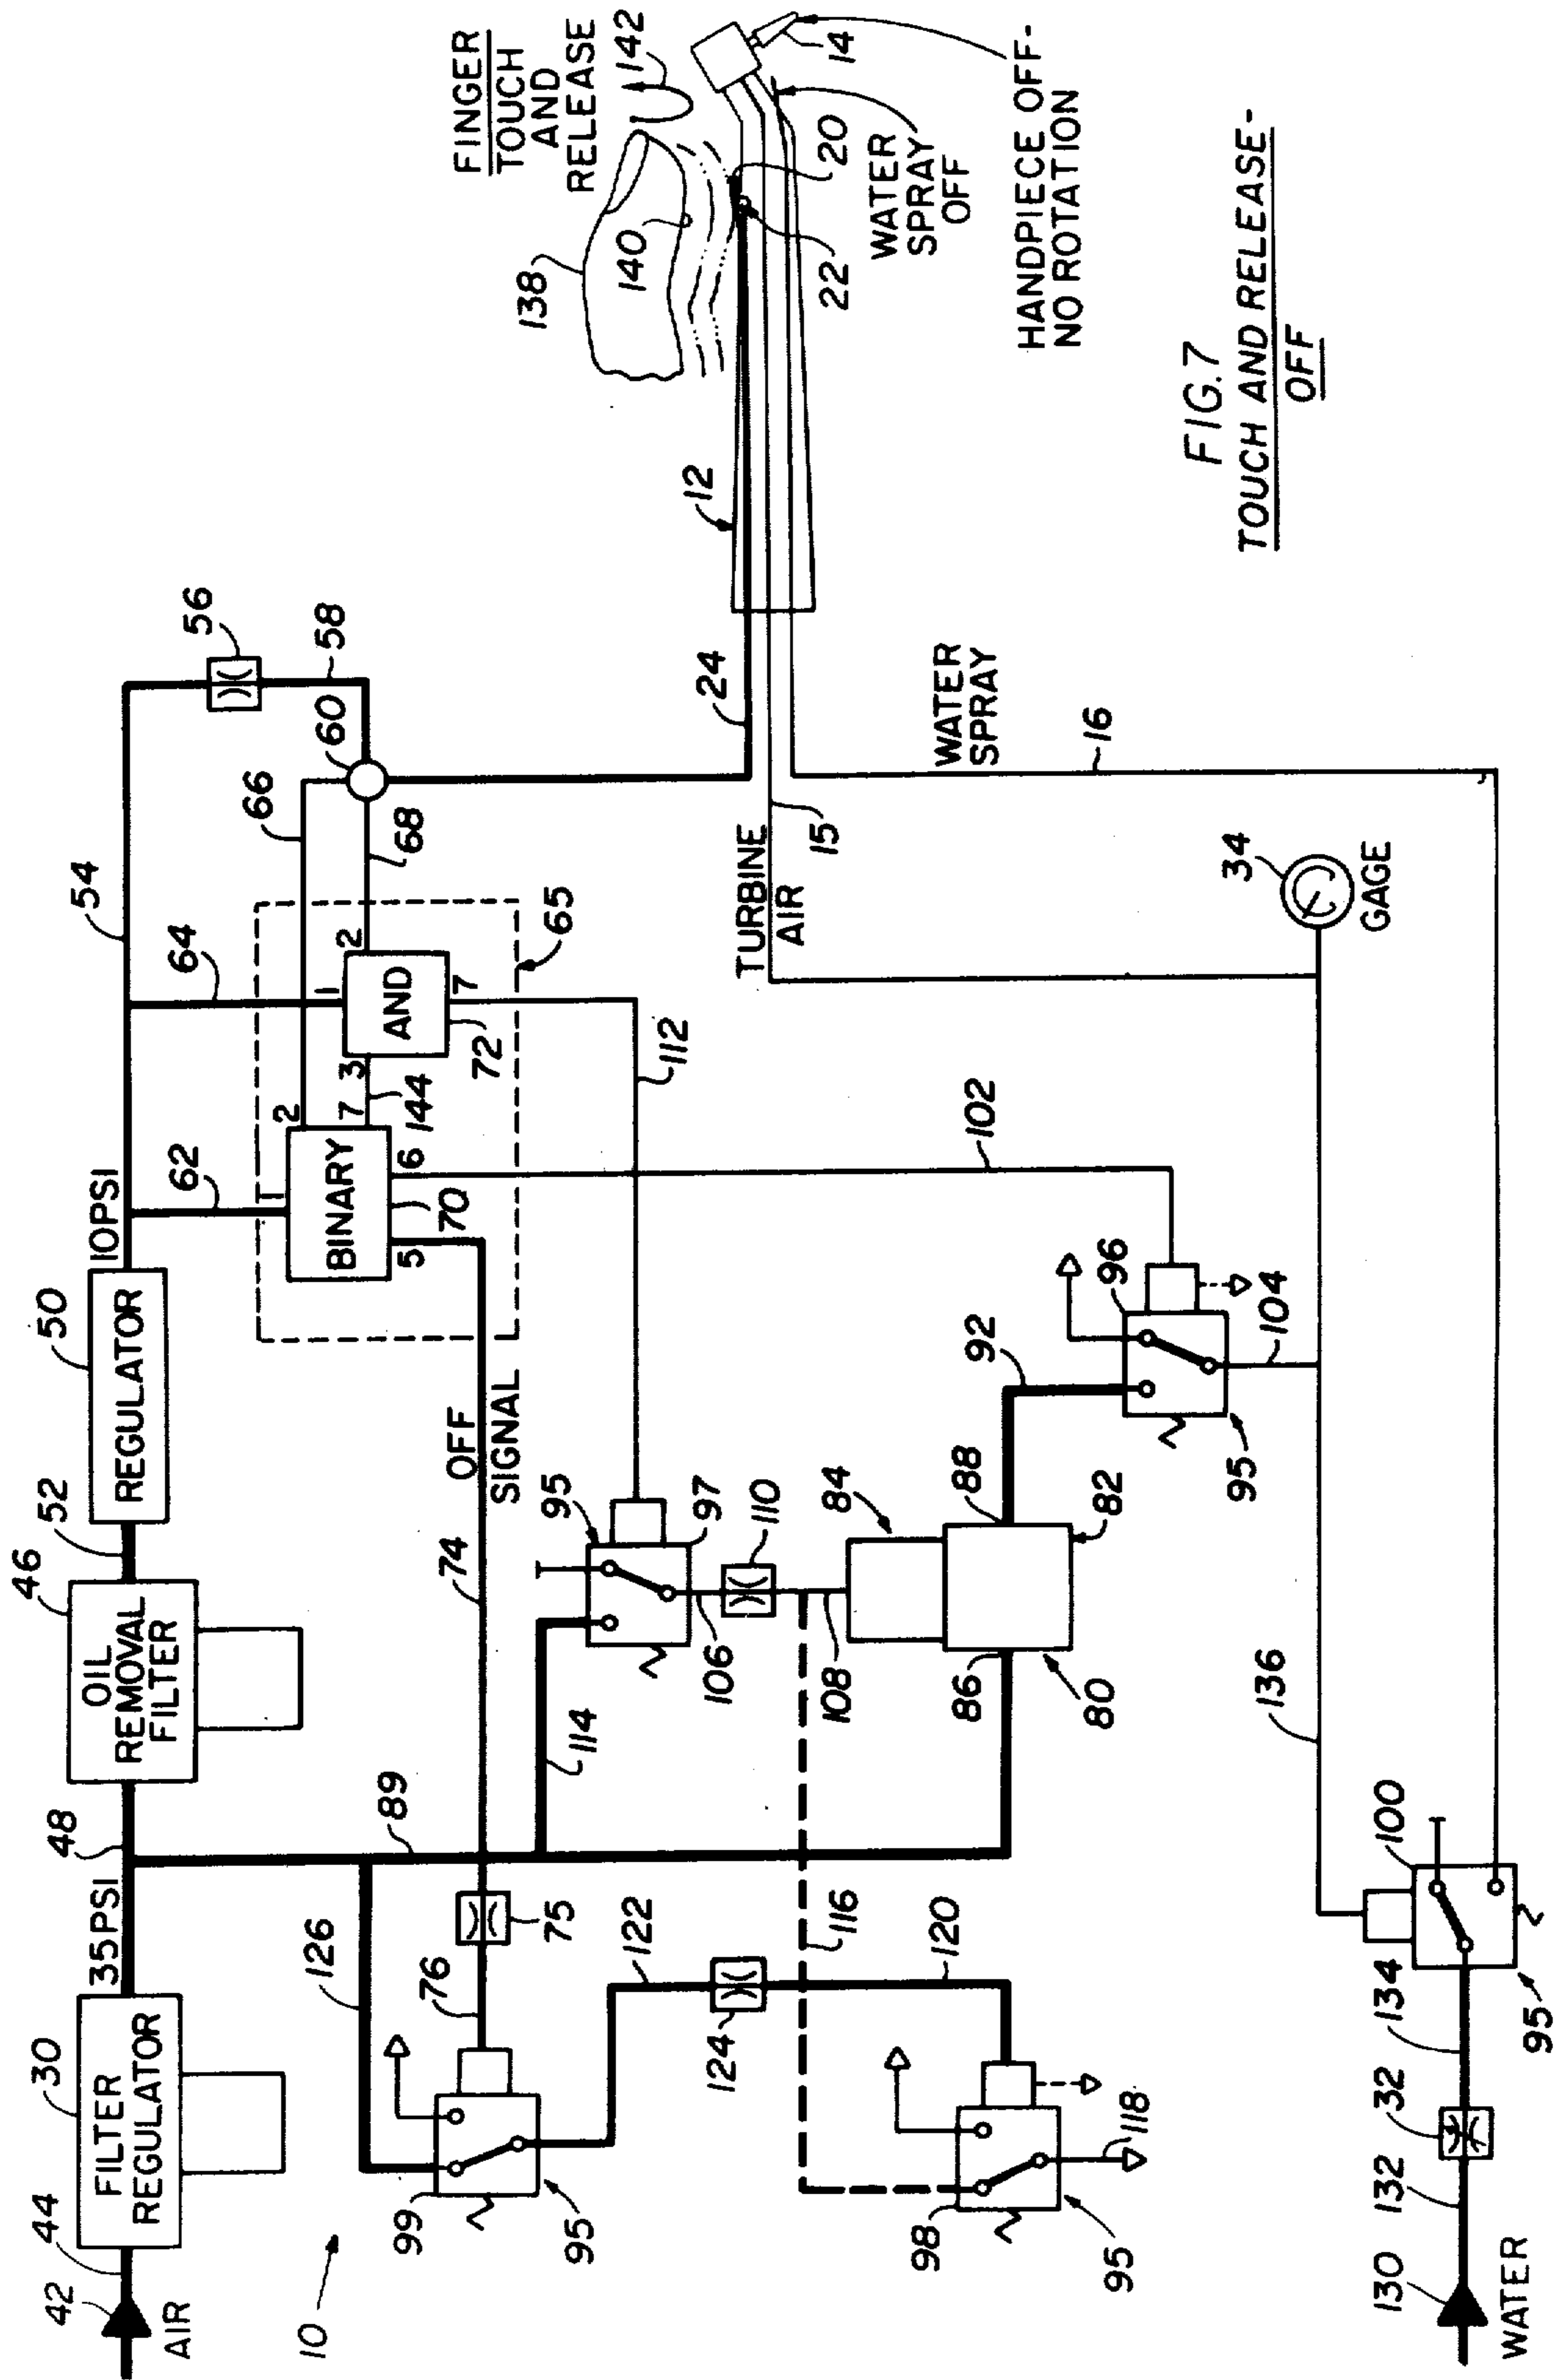 42
44
AIR
30
FILTER
REGULATOR
35PSI
48
46
OIL
REMOVAL
FILTER
52
50
REGULATOR
10PSI
54
56
58
60
62
64
66
68
1
2
BINARY
7
5
6
70
144
1
2
3
AND
7
72
65
10
126
89
74
OFF
SIGNAL
75
76
99
95
122
124
120
116
98
95
118
114
95
97
106
110
108
84
86
88
80
82
92
96
95
104
102
112
12
24
TURBINE
AIR
15
WATER
SPRAY
16
34
GAGE
136
130
WATER
132
32
134
100
95
138
140
142
FINGER
TOUCH
AND
RELEASE
14
20
22
WATER
SPRAY
OFF
HANDPIECE OFF-
NO ROTATION
FIG.7
TOUCH AND RELEASE-
OFF